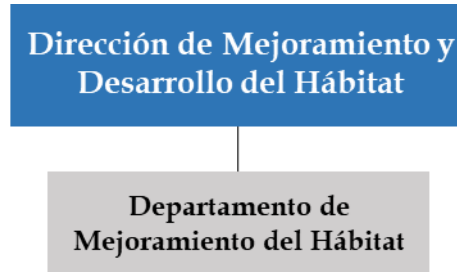 Dirección de Mejoramiento y
Desarrollo del Hábitat
Departamento de
Mejoramiento del Hábitat